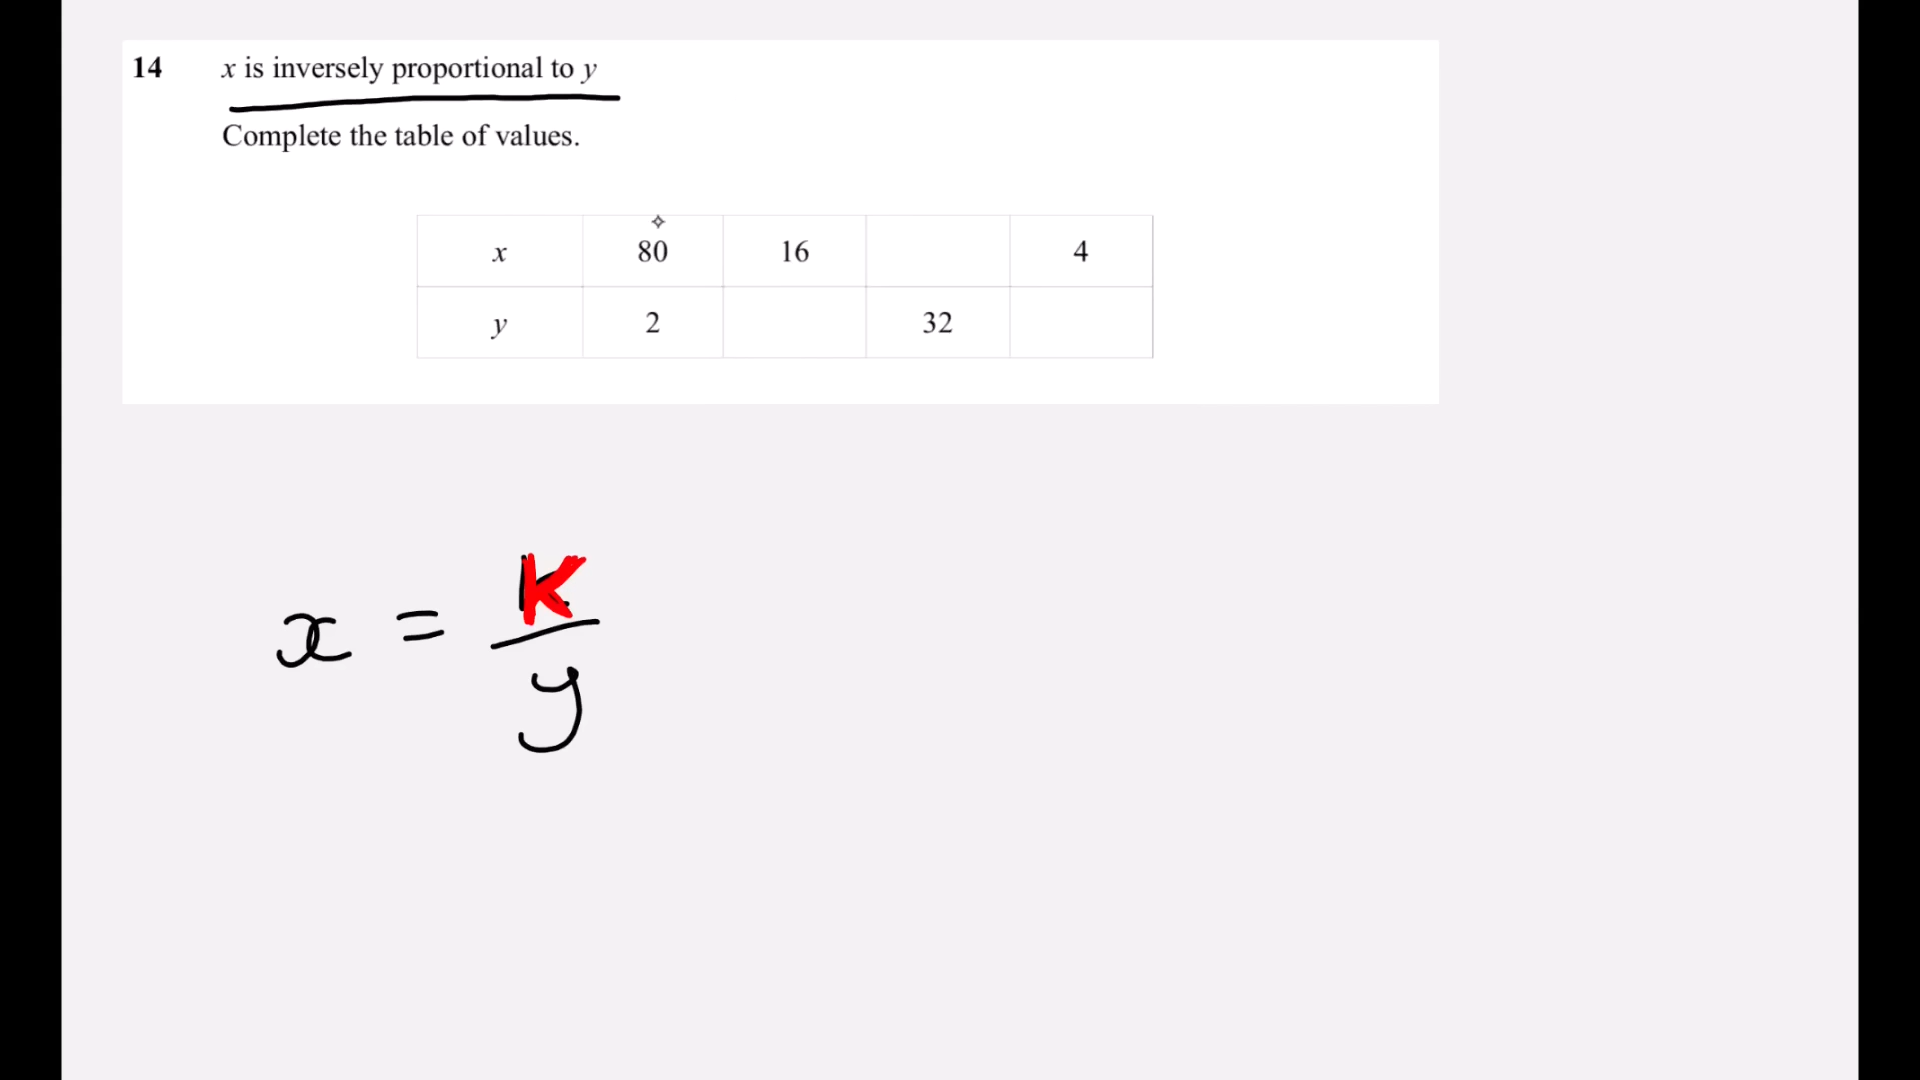 14 x is inversely proportional to y
Complete the table of values.
x 80 16 4
y 2 32
x = K/y